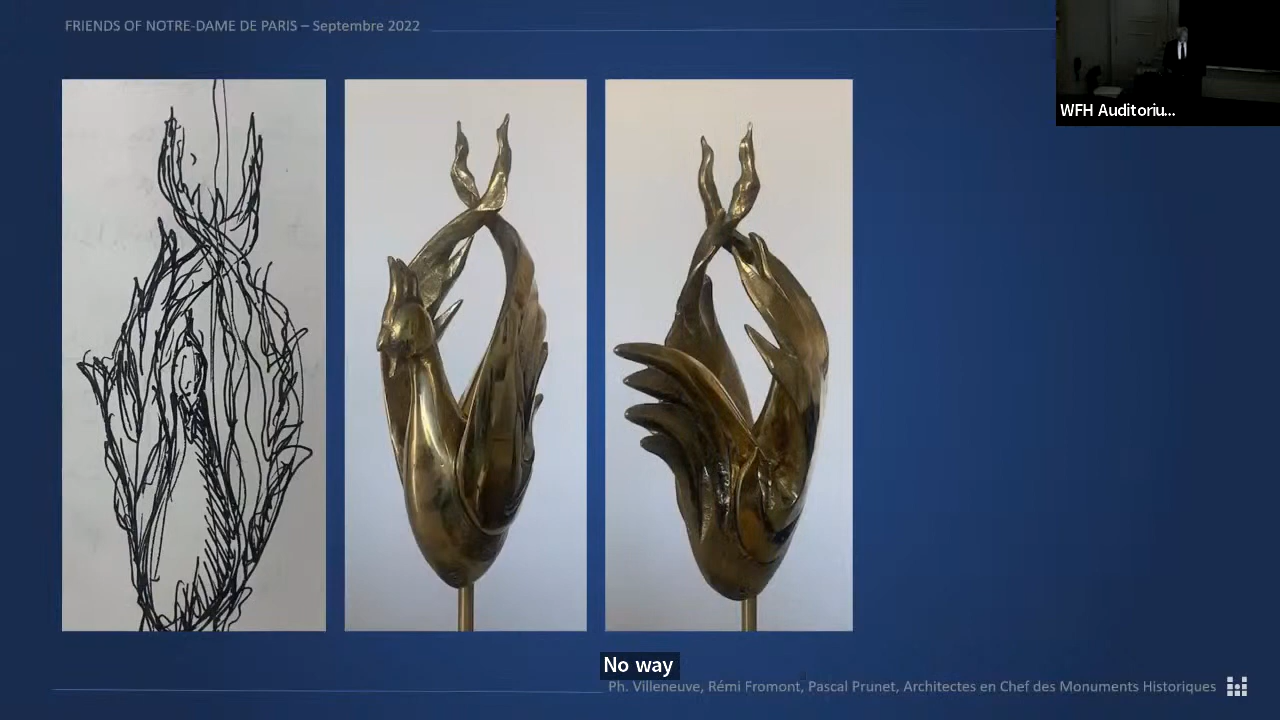 FRIENDS OF NOTRE-DAME DE PARIS – Septembre 2022
WFH Auditoriu...
No way
Ph. Villeneuve, Rémi Fromont, Pascal Prunet, Architectes en Chef des Monuments Historiques